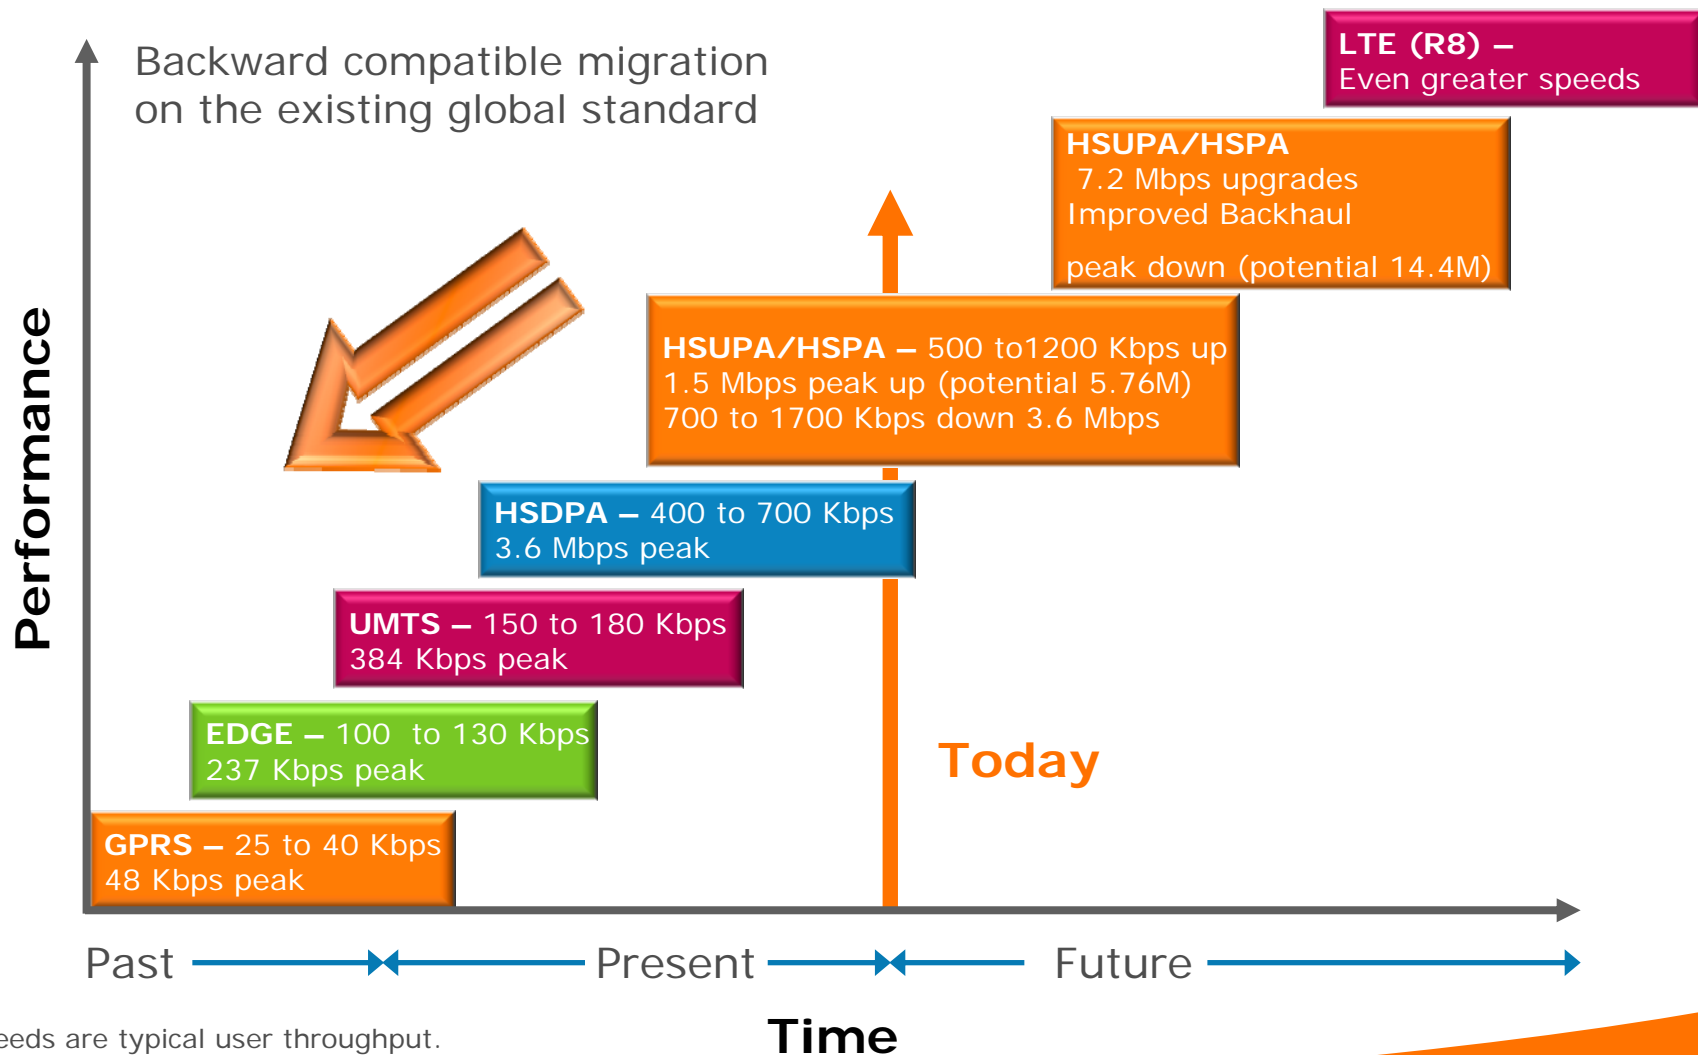 Backward compatible migration
on the existing global standard
LTE (R8) –
Even greater speeds
HSUPA/HSPA
7.2 Mbps upgrades
Improved Backhaul
peak down (potential 14.4M)
HSUPA/HSPA – 500 to1200 Kbps up
1.5 Mbps peak up (potential 5.76M)
700 to 1700 Kbps down 3.6 Mbps
HSDPA – 400 to 700 Kbps
3.6 Mbps peak
UMTS – 150 to 180 Kbps
384 Kbps peak
EDGE – 100  to 130 Kbps
237 Kbps peak
GPRS – 25 to 40 Kbps
48 Kbps peak
Today
Performance
Past Present Future
Time
are typical user throughput.